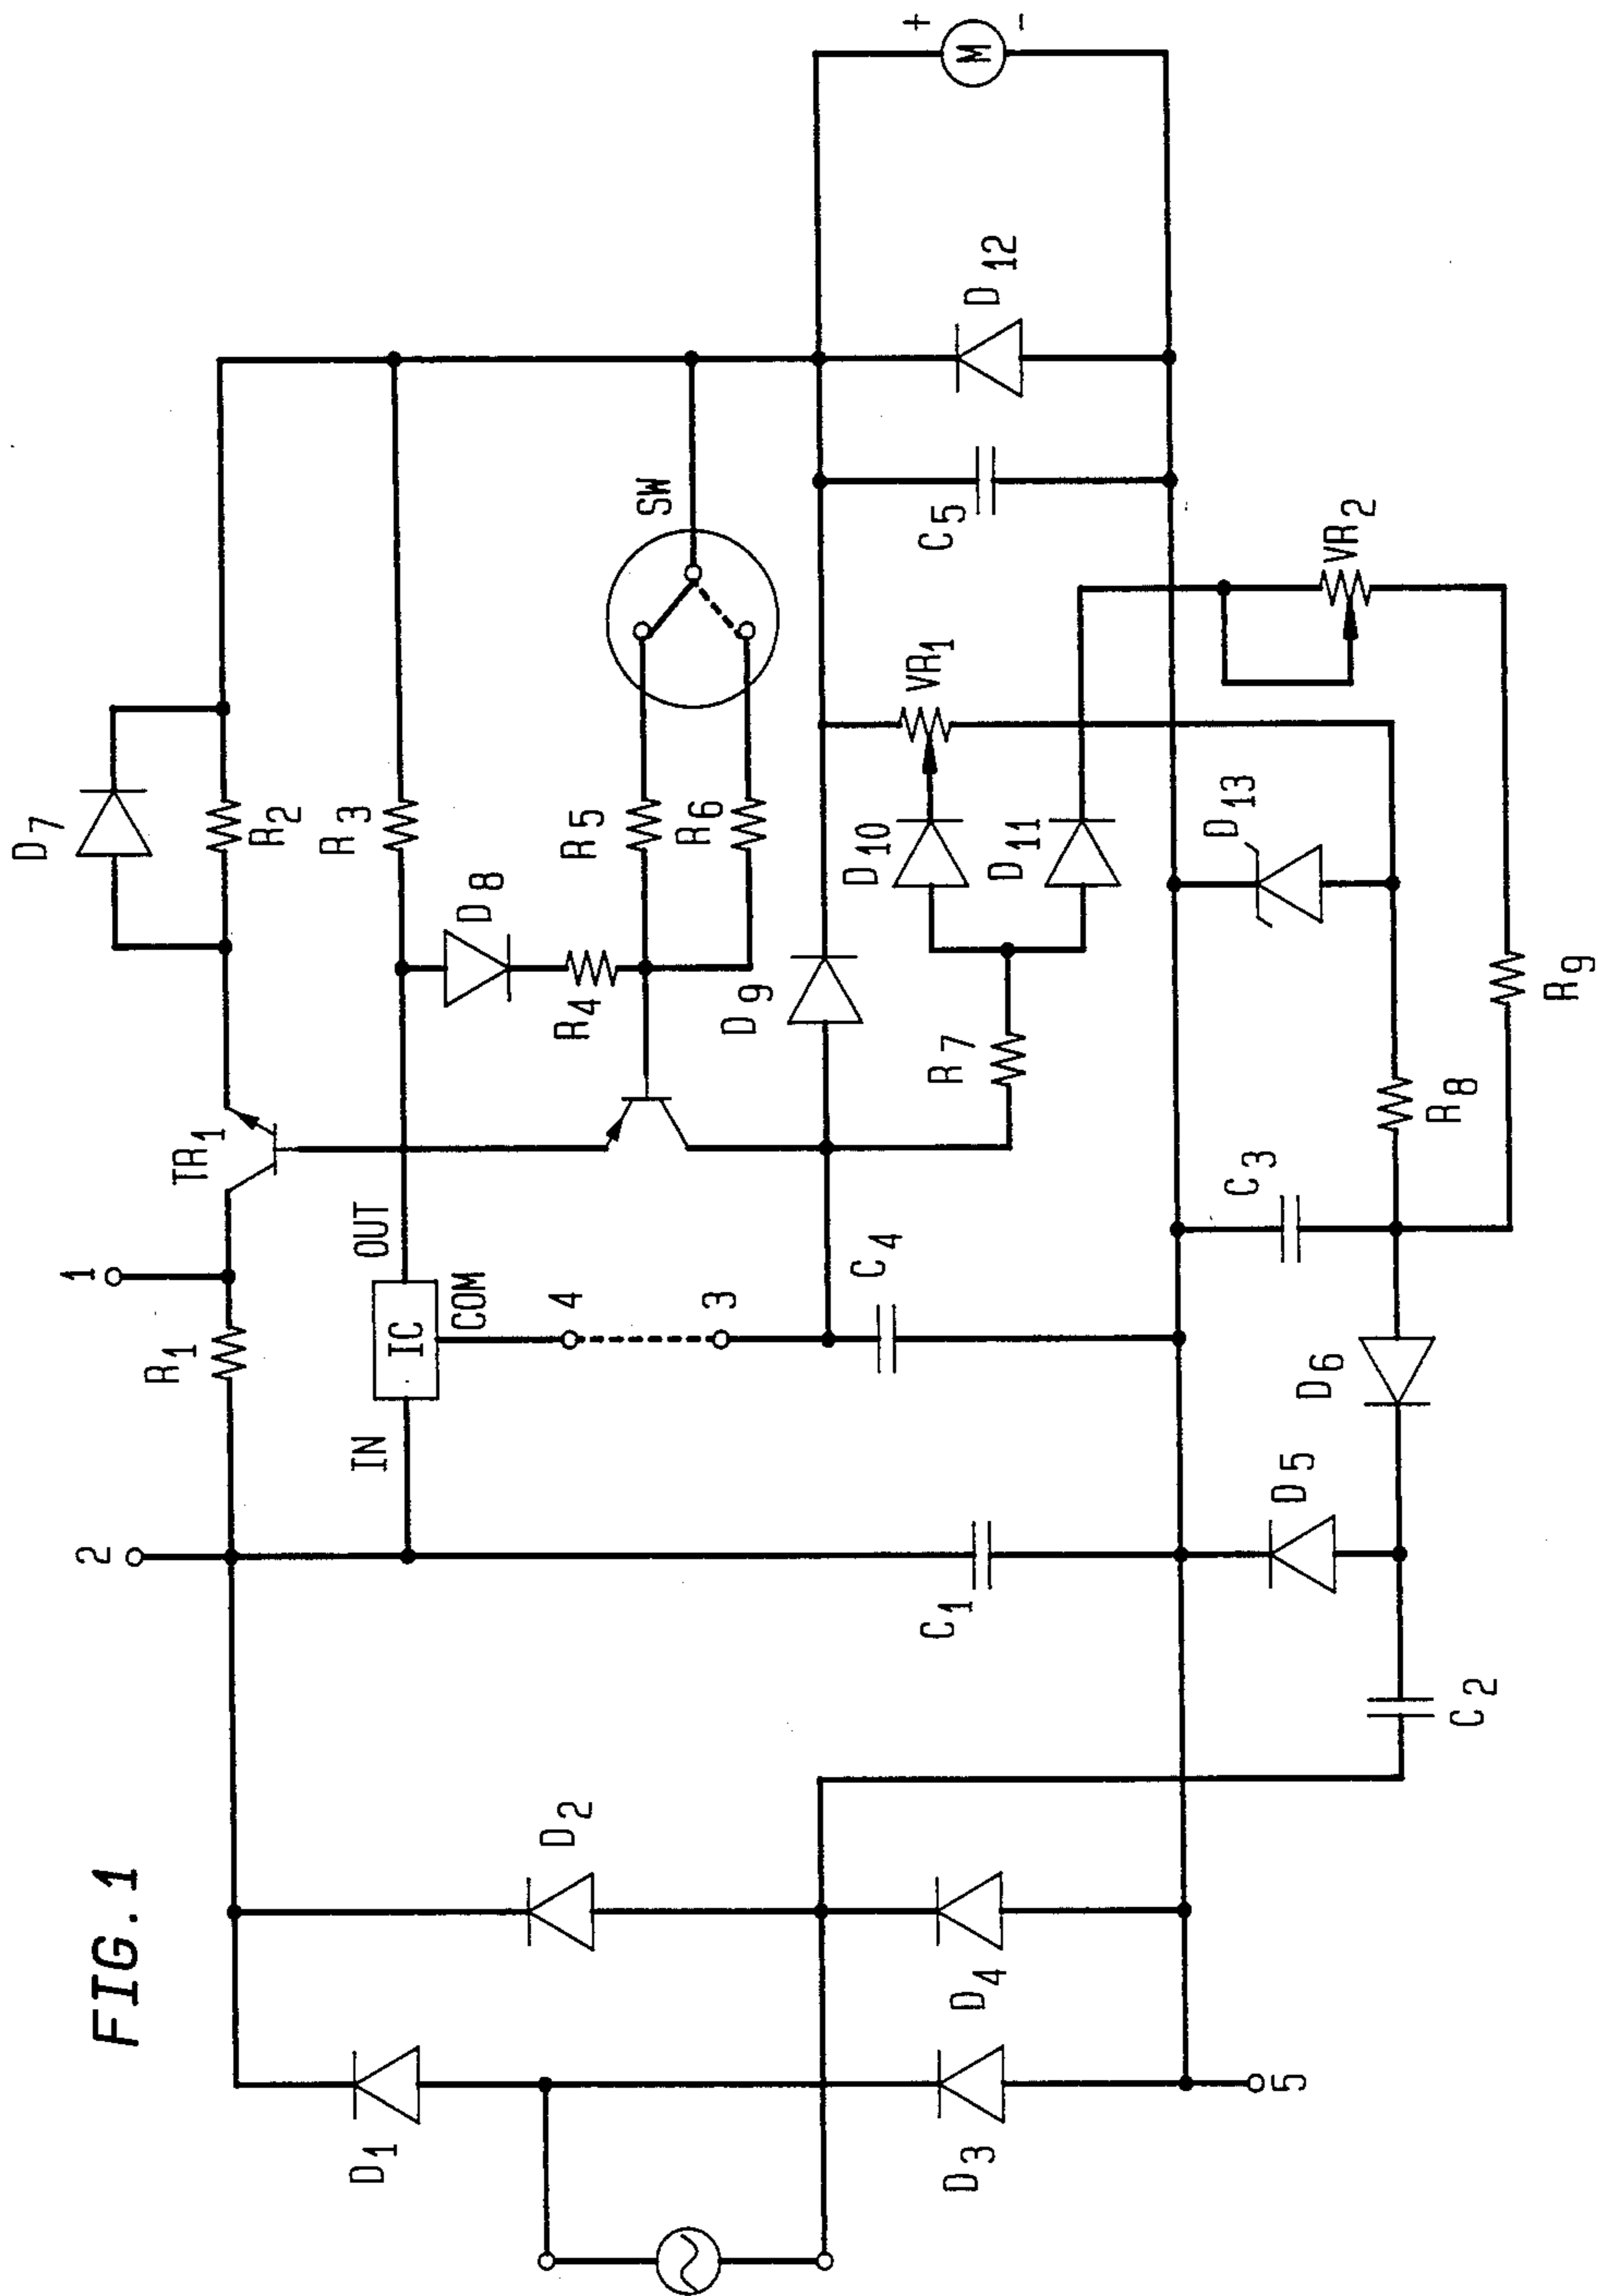 FIG.1
D1
D2
D3
D4
5
2
1
R1
TR1
D7
R2
IN
IC
OUT
COM
4
3
R3
D8
R4
R5
R6
SW
C1
C4
D9
R7
D10
D11
VR1
C5
D12
M
+
-
C2
D5
D6
C3
R8
D13
R9
VR2